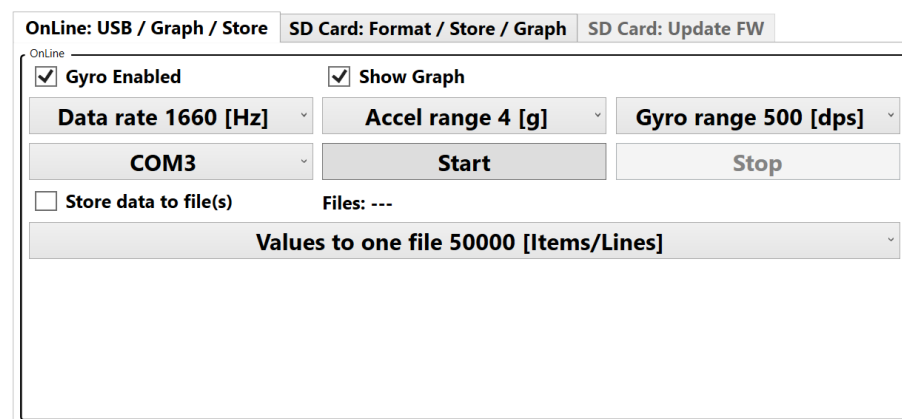 OnLine: USB / Graph / Store SD Card: Format / Store / Graph SD Card: Update FW
OnLine
Gyro Enabled Show Graph
Data rate 1660 [Hz] Accel range 4 [g] Gyro range 500 [dps]
COM3 Start Stop
Store data to file(s) Files: ---
Values to one file 50000 [Items/Lines]